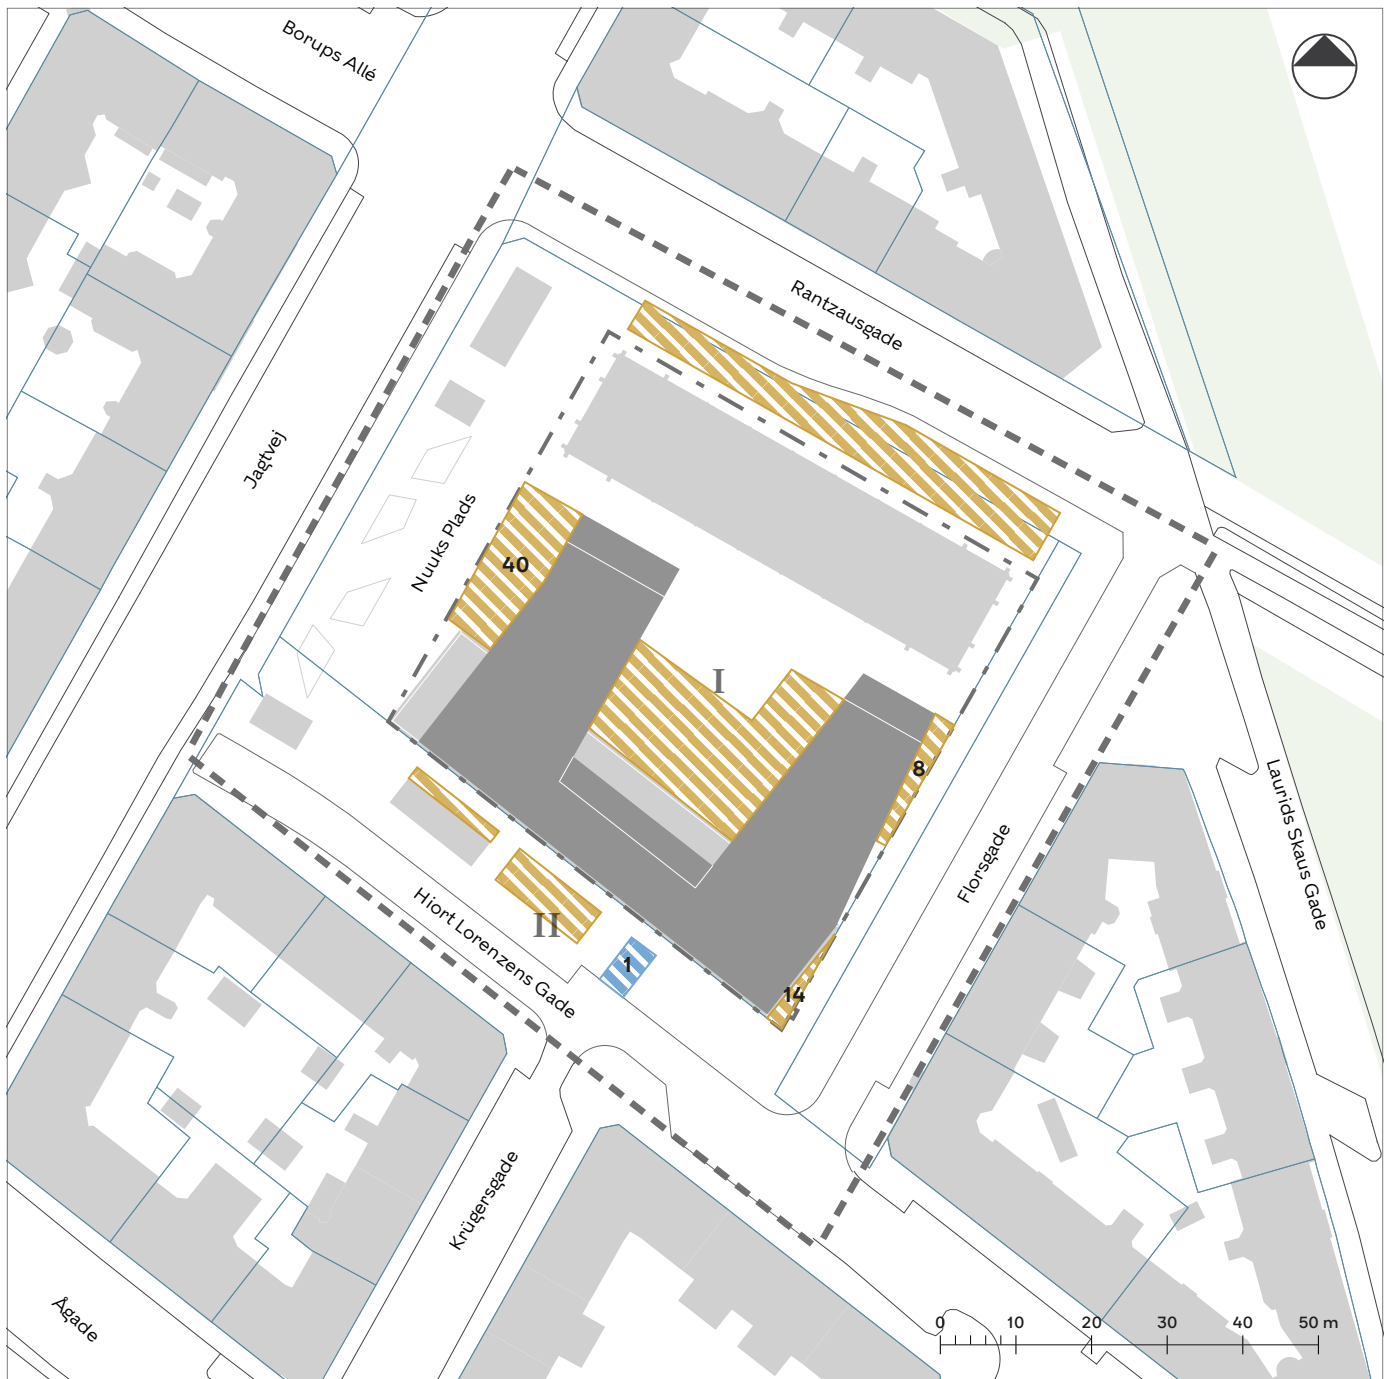 Borups Allé
Rantzausgade
Jagtvej
Nuuks Plads
40
I
8
Laurids Skaus Gade
Florsgade
Hiort Lorenzens Gade
II
1
14
Krügersgade
Ågade
0 10 20 30 40 50 m